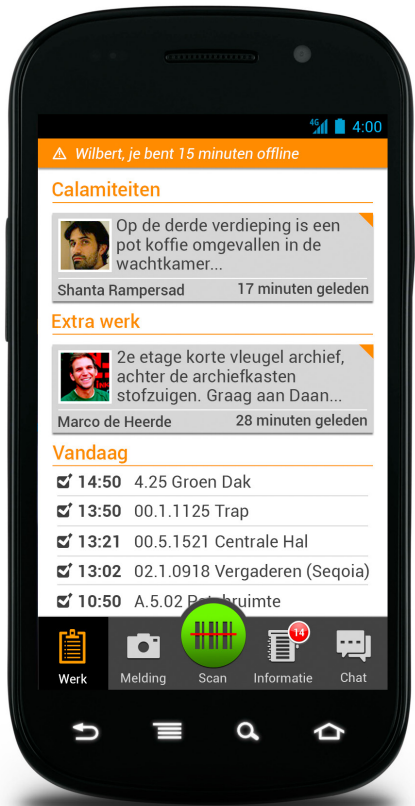 4G 4:00
Wilbert, je bent 15 minuten offline
Calamiteiten
Op de derde verdieping is een
pot koffie omgevallen in de
wachtkamer...
Shanta Rampersad 17 minuten geleden
Extra werk
2e etage korte vleugel archief,
achter de archiefkasten
stofzuigen. Graag aan Daan...
Marco de Heerde 28 minuten geleden
Vandaag
14:50 4.25 Groen Dak
13:50 00.1.1125 Trap
13:21 00.5.1521 Centrale Hal
13:02 02.1.0918 Vergaderen (Seqoia)
10:50 A.5.02
14
Werk Melding Scan Informatie Chat